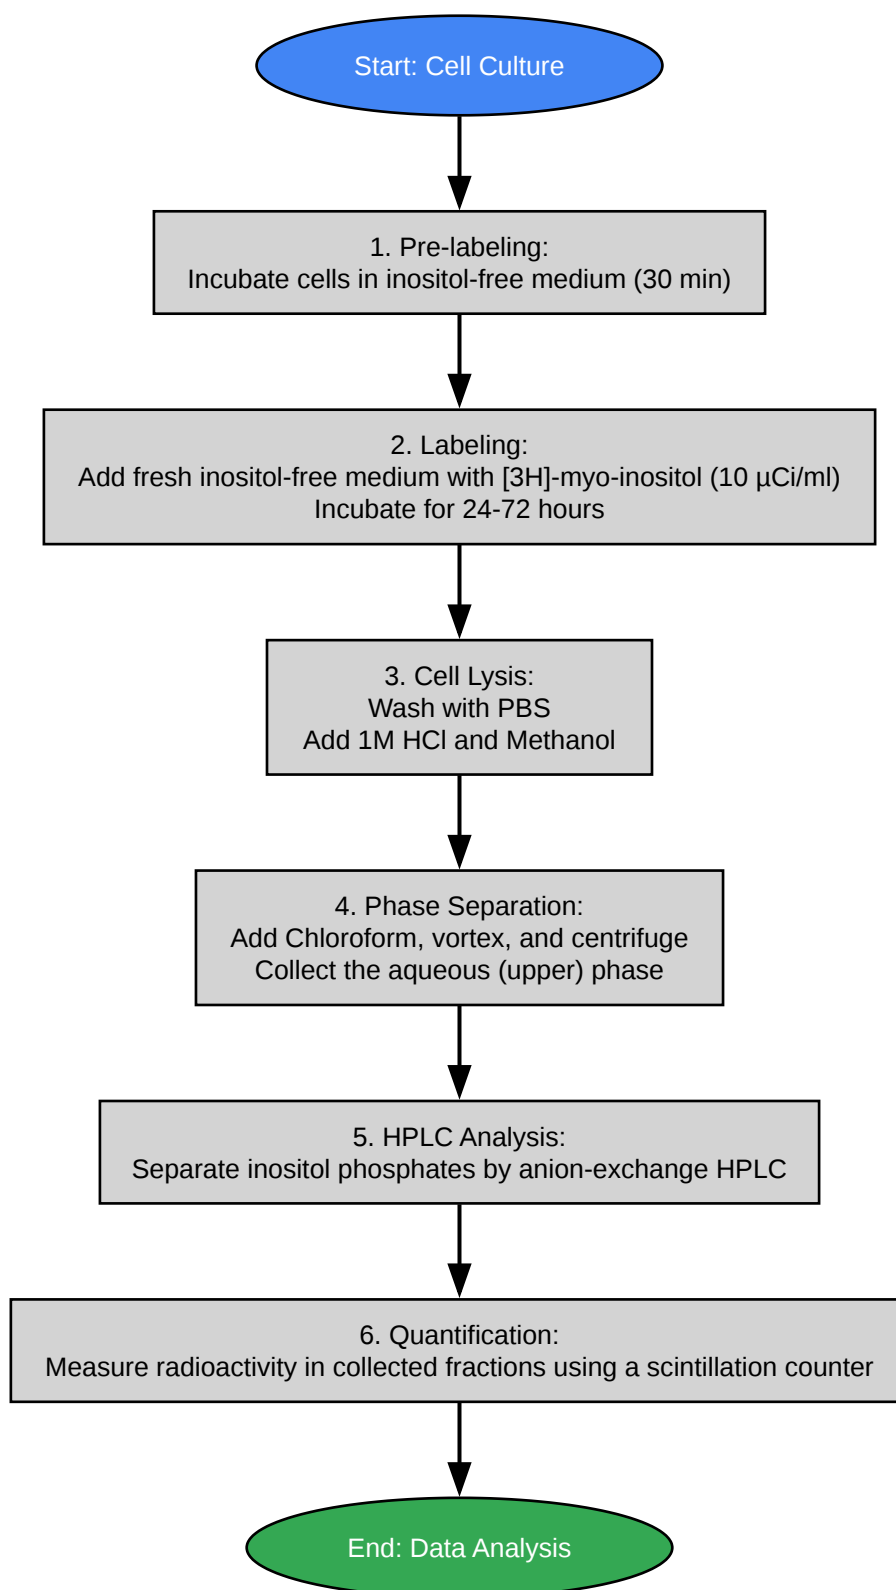 Start: Cell Culture
1. Pre-labeling:
Incubate cells in inositol-free medium (30 min)
2. Labeling:
Add fresh inositol-free medium with [3H]-myo-inositol (10 µCi/ml)
Incubate for 24-72 hours
3. Cell Lysis:
Wash with PBS
Add 1M HCl and Methanol
4. Phase Separation:
Add Chloroform, vortex, and centrifuge
Collect the aqueous (upper) phase
5. HPLC Analysis:
Separate inositol phosphates by anion-exchange HPLC
6. Quantification:
Measure radioactivity in collected fractions using a scintillation counter
End: Data Analysis